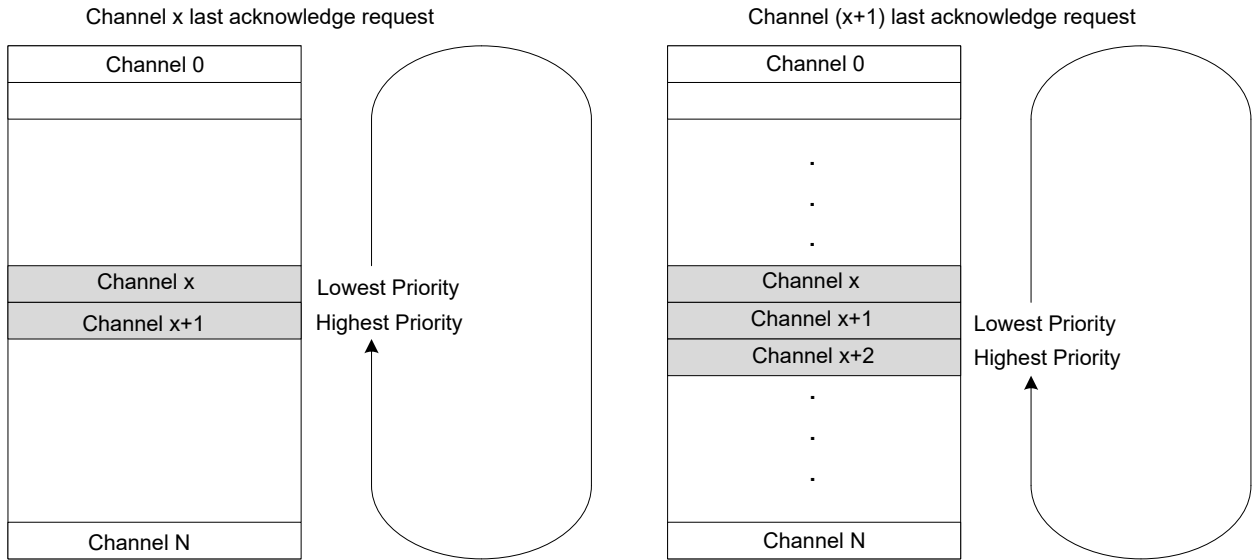 Channel x last acknowledge request
Channel 0
Channel x
Lowest Priority
Channel x+1
Highest Priority
Channel N
Channel (x+1) last acknowledge request
Channel 0
.
.
.
Channel x
Channel x+1
Lowest Priority
Channel x+2
Highest Priority
.
.
.
Channel N